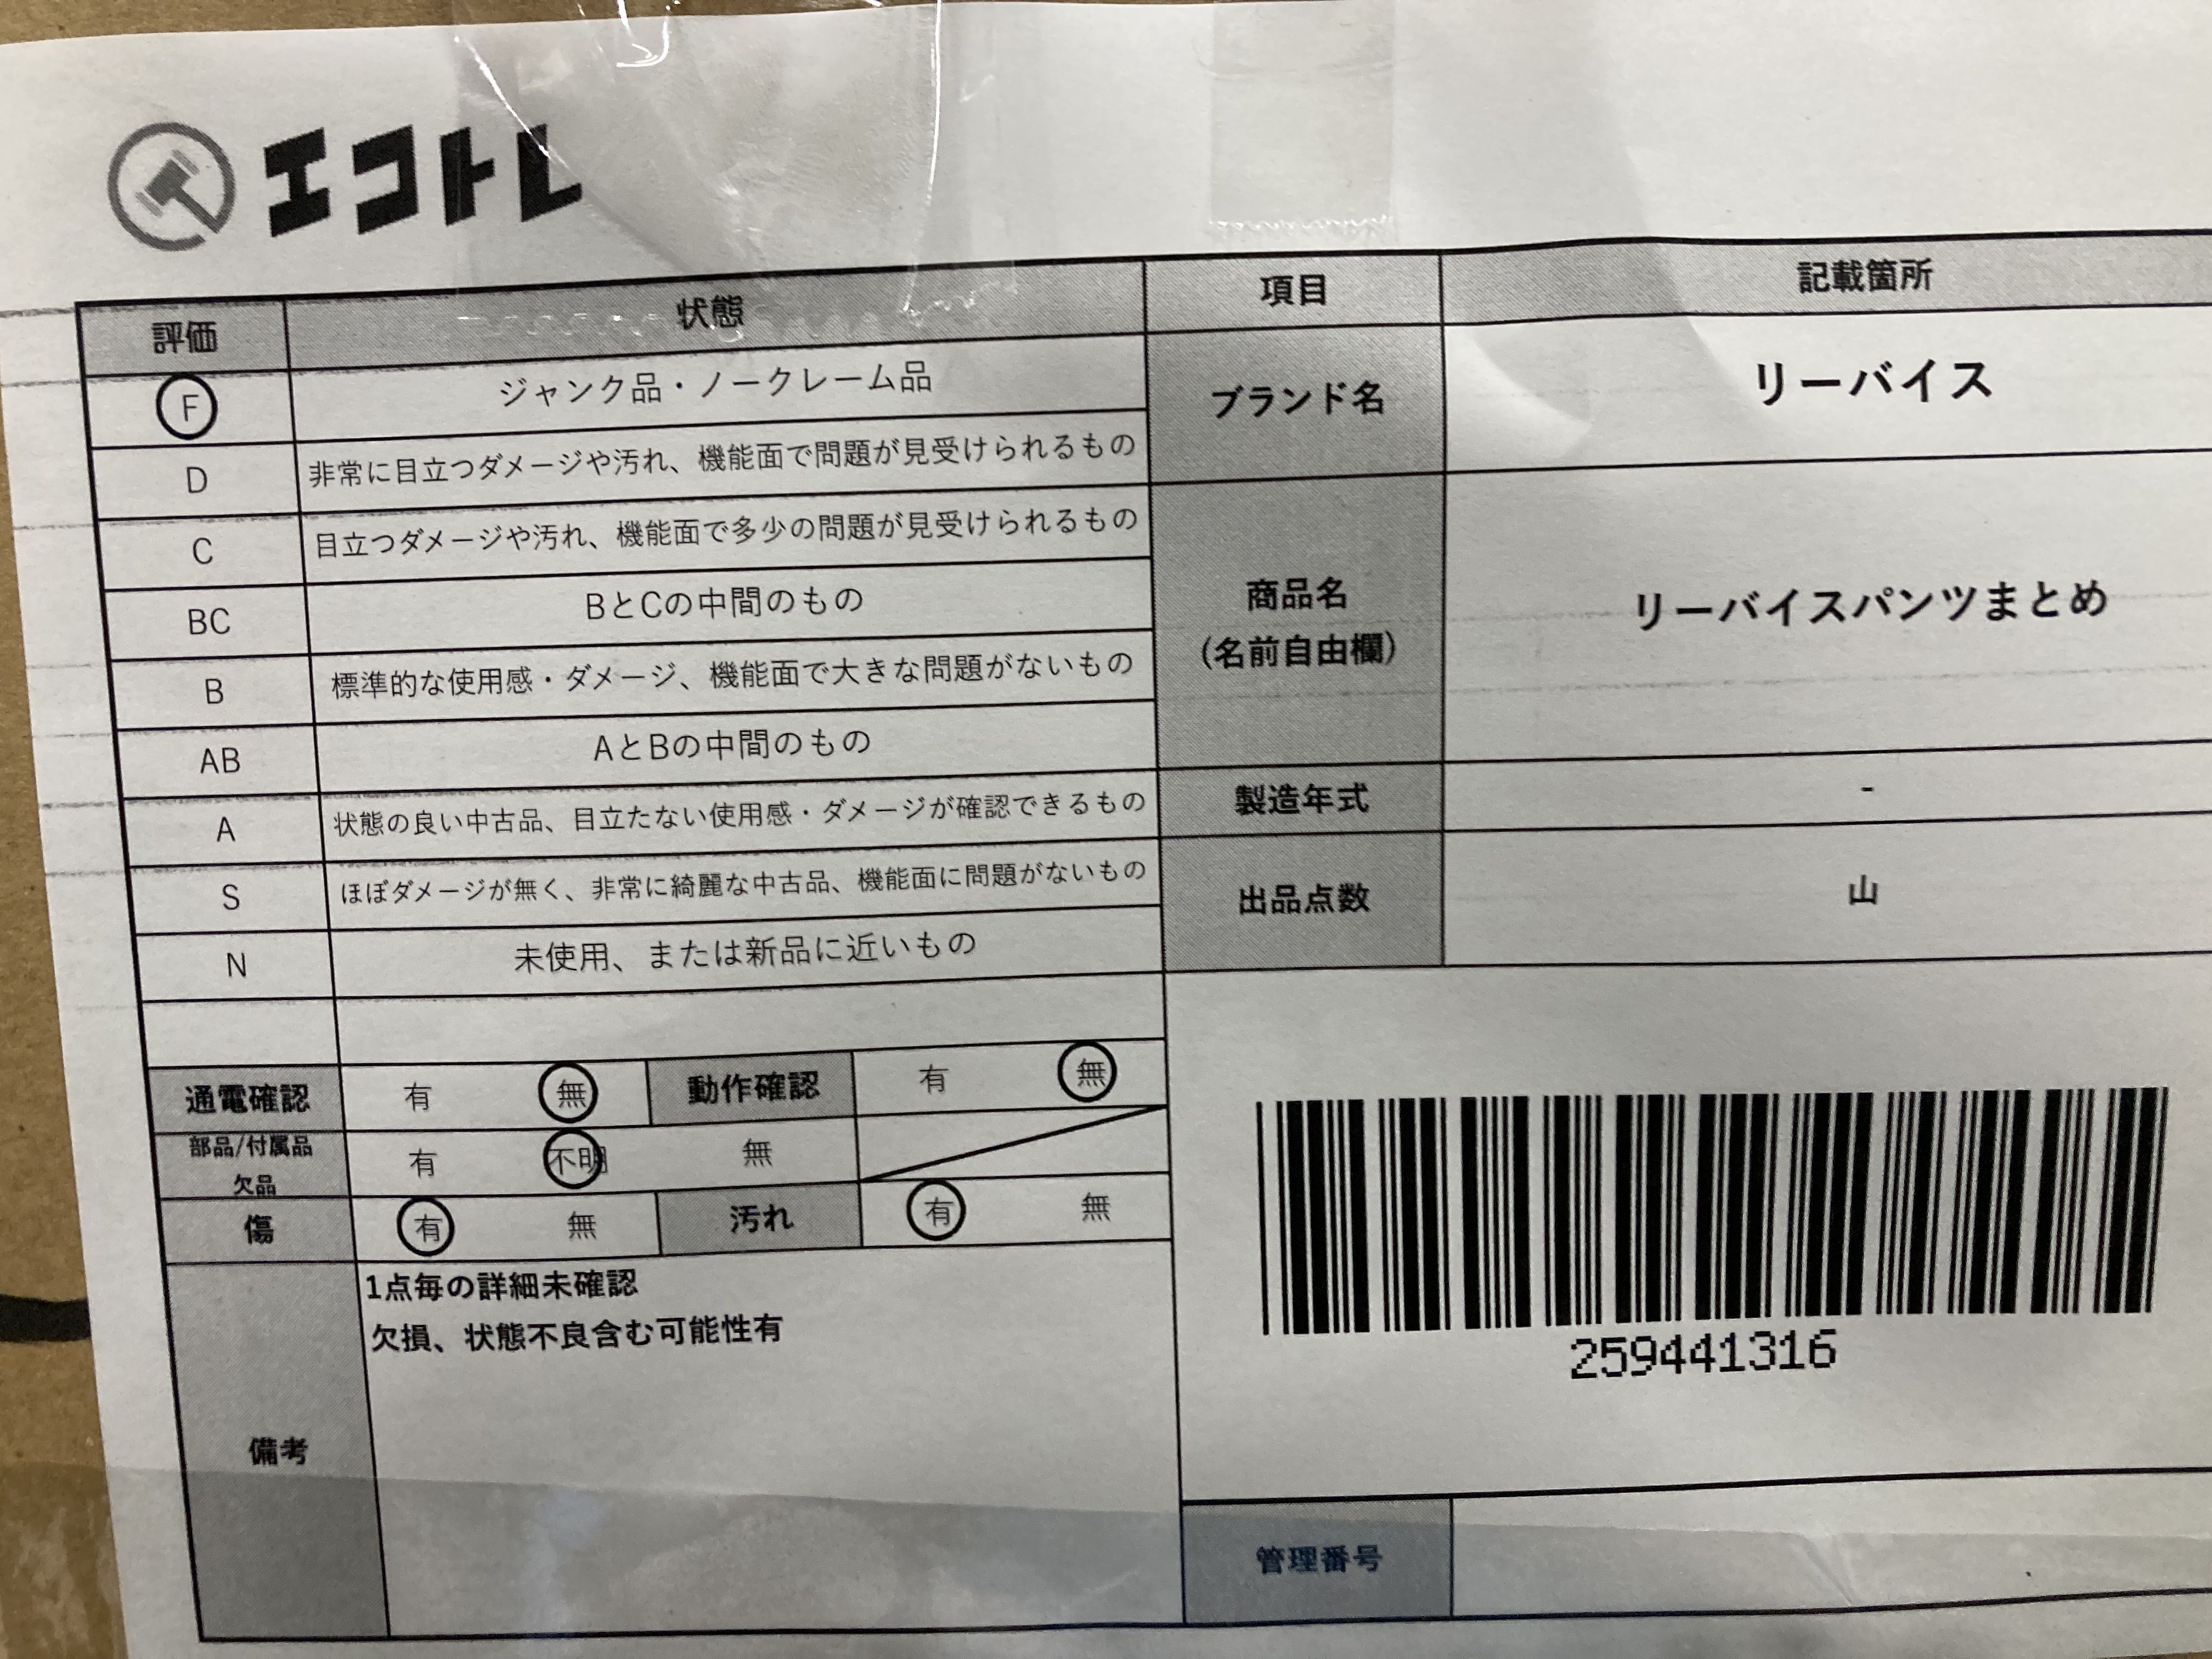 エコトレ
評価 状態 項目 記載箇所
F ジャンク品・ノークレーム品
D 非常に目立つダメージや汚れ、機能面で問題が見受けられるもの
C 目立つダメージや汚れ、機能面で多少の問題が見受けられるもの
BC BとCの中間のもの
B 標準的な使用感・ダメージ、機能面で大きな問題がないもの
AB AとBの中間のもの
A 状態の良い中古品、目立たない使用感・ダメージが確認できるもの
S ほぼダメージが無く、非常に綺麗な中古品、機能面に問題がないもの
N 未使用、または新品に近いもの
ブランド名 リーバイス
商品名
(名前自由欄)
リーバイスパンツまとめ
製造年式 -
出品点数 山
通電確認 有 無 動作確認 有 無
部品/付属品
欠品
有 不明 無
傷 有 無 汚れ 有 無
備考
1点毎の詳細未確認
欠損、状態不良含む可能性有
259441316
管理番号